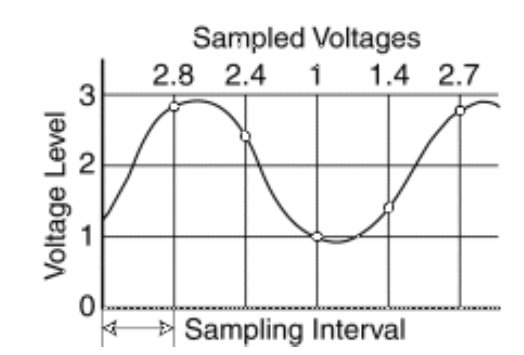 Sampled Voltages
2.8 2.4 1 1.4 2.7
3
2
1
0
Voltage Level
Sampling Interval